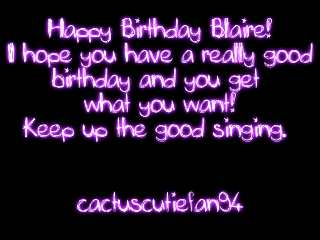 Happy Birthday Blaire!
I hope you have a really good
birthday and you get
what you want!
Keep up the good singing.
cactuscutiefan94